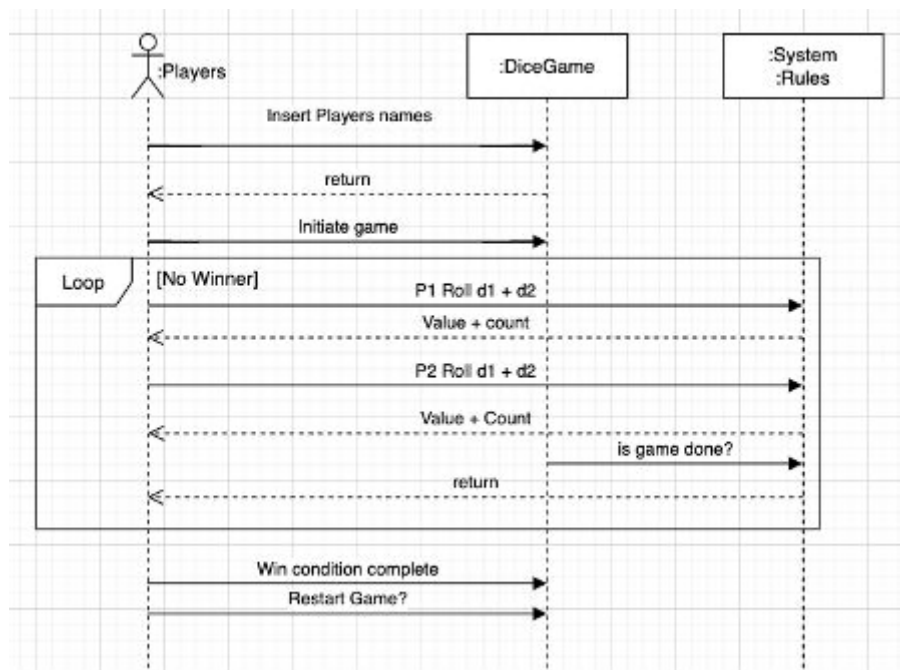 :Players
:DiceGame
:System
:Rules
Insert Players names
return
Initiate game
Loop
[No Winner]
P1 Roll d1 + d2
Value + count
P2 Roll d1 + d2
Value + Count
is game done?
return
Win condition complete
Restart Game?